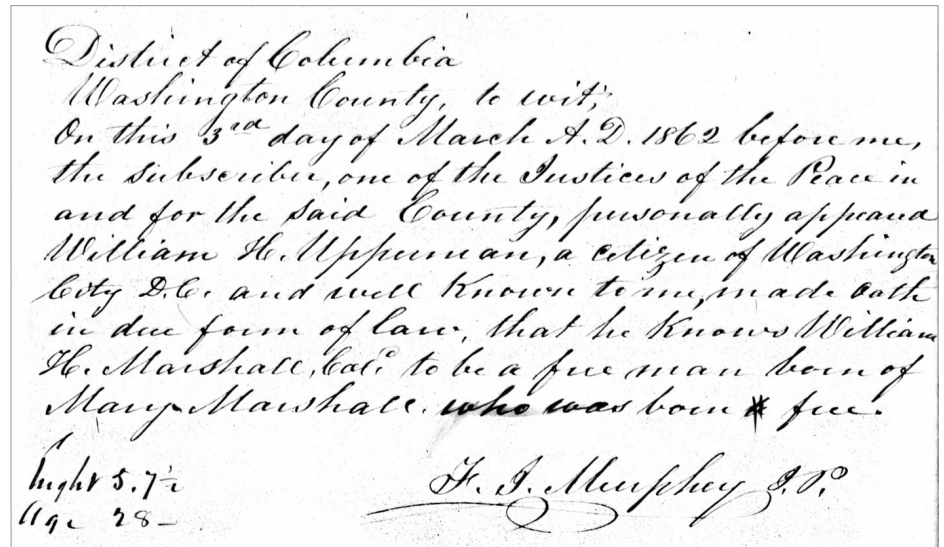 District of Columbia
Washington County, to wit;
On this 3rd day of March A.D. 1862 before me,
the subscriber, one of the Justices of the Peace in
and for the said County, personally appeared
William H. Upperman, a citizen of Washington
City D.C. and well Known to me, made oath
in due form of law, that he Knows William
H. Marshall, Cold to be a free man born of
Mary Marshall. who was born free.
hight 5.7½
Age 28-
F. I. Murphey J.P.